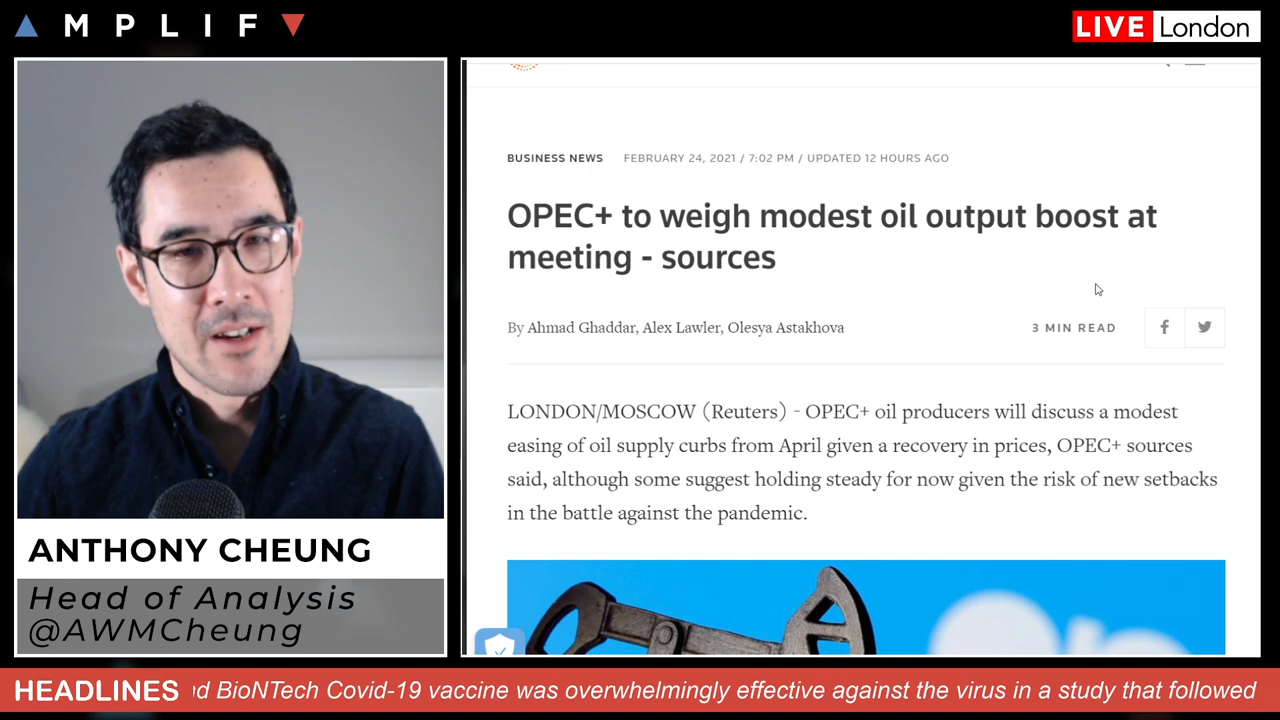 AMPLIFY
LIVE London
BUSINESS NEWS FEBRUARY 24, 2021 / 7:02 PM / UPDATED 12 HOURS AGO
OPEC+ to weigh modest oil output boost at
meeting - sources
By Ahmad Ghaddar, Alex Lawler, Olesya Astakhova
3 MIN READ
LONDON/MOSCOW (Reuters) - OPEC+ oil producers will discuss a modest
easing of oil supply curbs from April given a recovery in prices, OPEC+ sources
said, although some suggest holding steady for now given the risk of new setbacks
in the battle against the pandemic.
ANTHONY CHEUNG
Head of Analysis
@AWMCheung
HEADLINES BioNTech Covid-19 vaccine was overwhelmingly effective against the virus in a study that followed